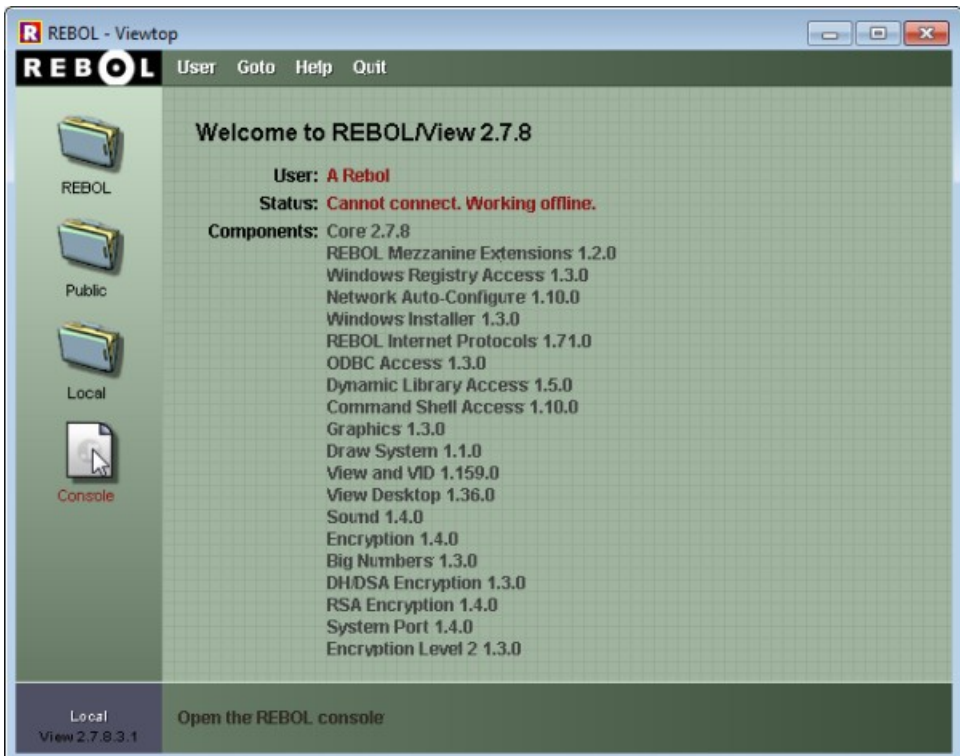 REBOL - Viewtop
REBOL User Goto Help Quit
Welcome to REBOL/View 2.7.8
User: A Rebol
Status: Cannot connect. Working offline.
Components: Core 2.7.8
REBOL Mezzanine Extensions 1.2.0
Windows Registry Access 1.3.0
Network Auto-Configure 1.10.0
Windows Installer 1.3.0
REBOL Internet Protocols 1.71.0
ODBC Access 1.3.0
Dynamic Library Access 1.5.0
Command Shell Access 1.10.0
Graphics 1.3.0
Draw System 1.1.0
View and VID 1.159.0
View Desktop 1.36.0
Sound 1.4.0
Encryption 1.4.0
Big Numbers 1.3.0
DH/DSA Encryption 1.3.0
RSA Encryption 1.4.0
System Port 1.4.0
Encryption Level 2 1.3.0
REBOL
Public
Local
Console
Local
View 2.7.8.3.1
Open the REBOL console